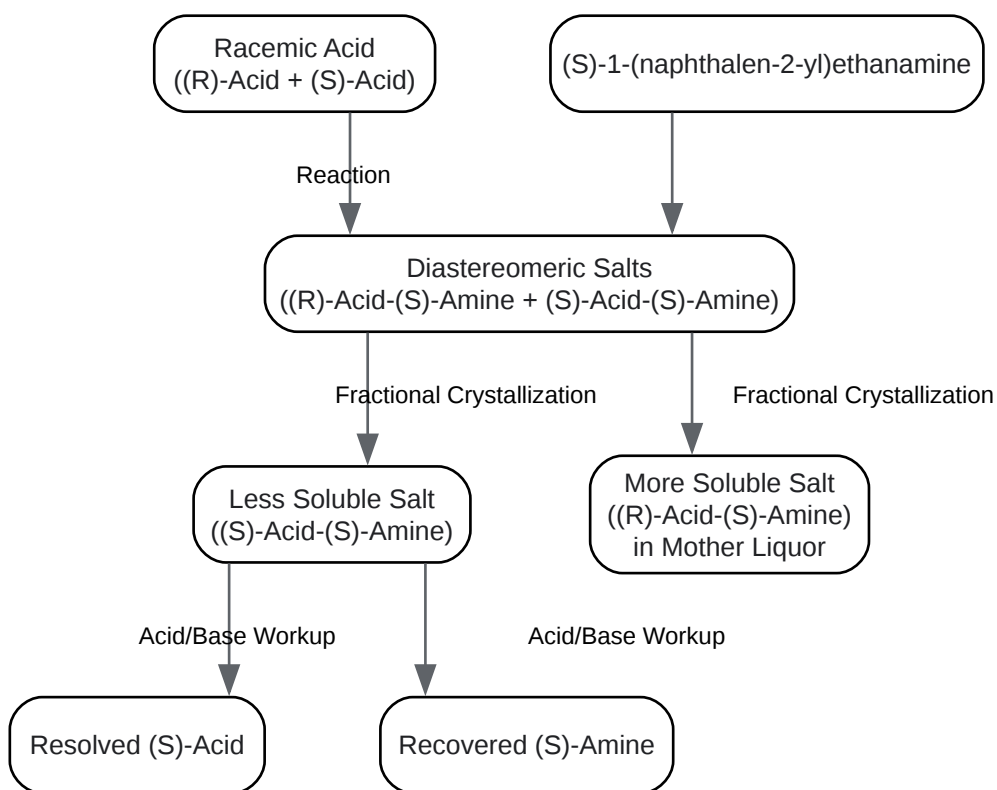 Racemic Acid
((R)-Acid + (S)-Acid)
(S)-1-(naphthalen-2-yl)ethanamine
Reaction
Diastereomeric Salts
((R)-Acid-(S)-Amine + (S)-Acid-(S)-Amine)
Fractional Crystallization
Fractional Crystallization
Less Soluble Salt
((S)-Acid-(S)-Amine)
More Soluble Salt
((R)-Acid-(S)-Amine)
in Mother Liquor
Acid/Base Workup
Acid/Base Workup
Resolved (S)-Acid
Recovered (S)-Amine